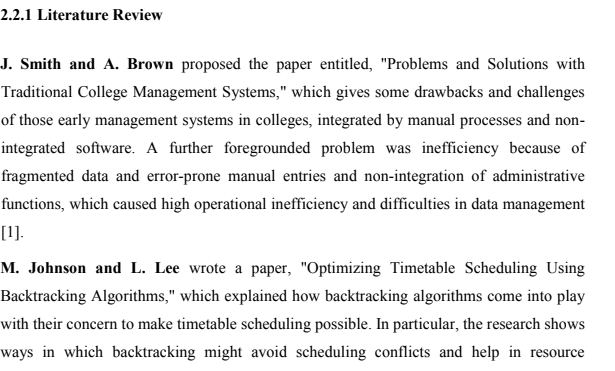 2.2.1 Literature Review
J. Smith and A. Brown proposed the paper entitled, "Problems and Solutions with
Traditional College Management Systems," which gives some drawbacks and challenges
of those early management systems in colleges, integrated by manual processes and non-
integrated software. A further foregrounded problem was inefficiency because of
fragmented data and error-prone manual entries and non-integration of administrative
functions, which caused high operational inefficiency and difficulties in data management
[1].
M. Johnson and L. Lee wrote a paper, "Optimizing Timetable Scheduling Using
Backtracking Algorithms," which explained how backtracking algorithms come into play
with their concern to make timetable scheduling possible. In particular, the research shows
ways in which backtracking might avoid scheduling conflicts and help in resource